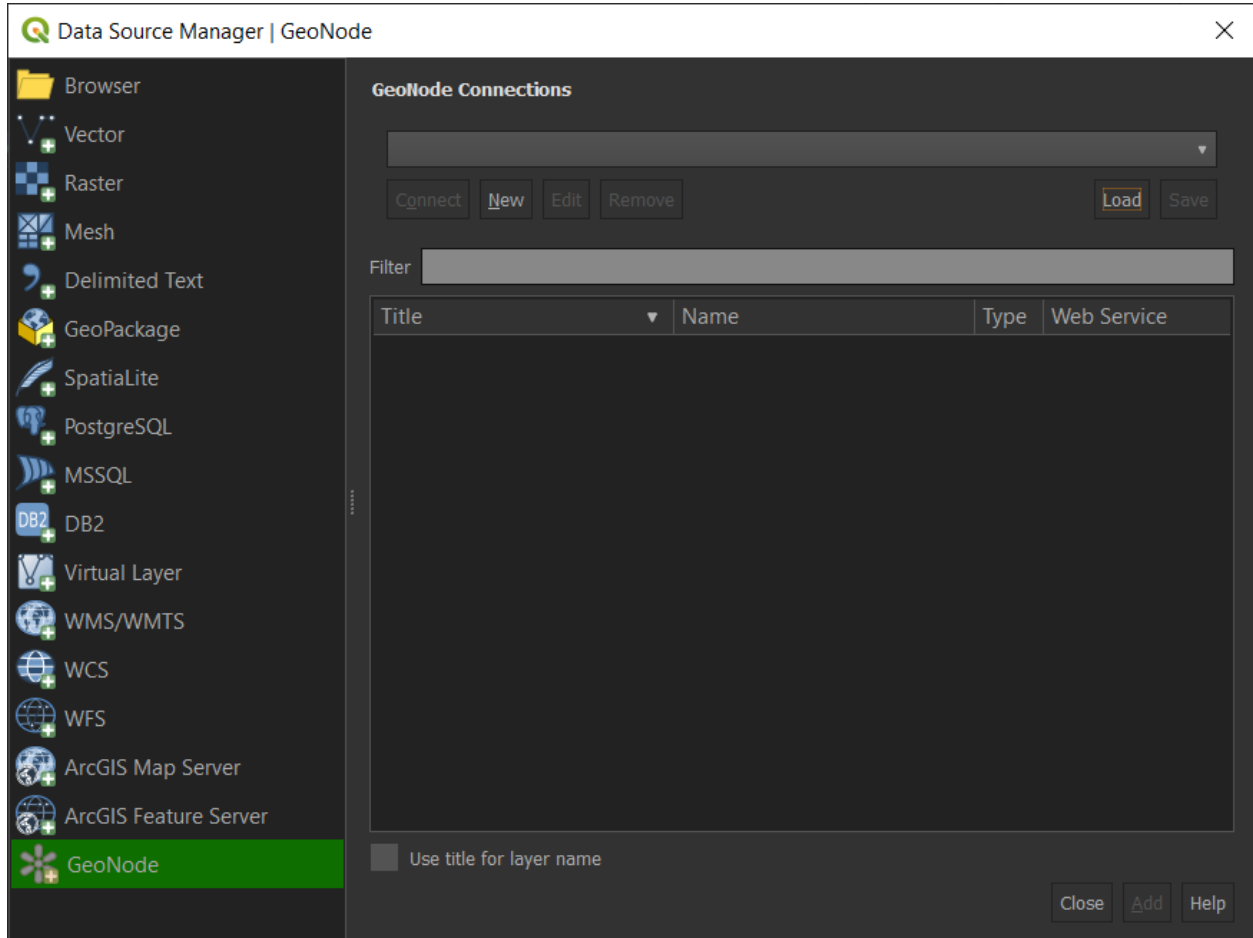 Data Source Manager | GeoNode
Browser
Vector
Raster
Mesh
Delimited Text
GeoPackage
SpatiaLite
PostgreSQL
MSSQL
DB2
DB2
Virtual Layer
WMS/WMTS
WCS
WFS
ArcGIS Map Server
ArcGIS Feature Server
GeoNode
GeoNode Connections
Connect New Edit Remove Load Save
Filter
Title Name Type Web Service
Use title for layer name
Close Add Help